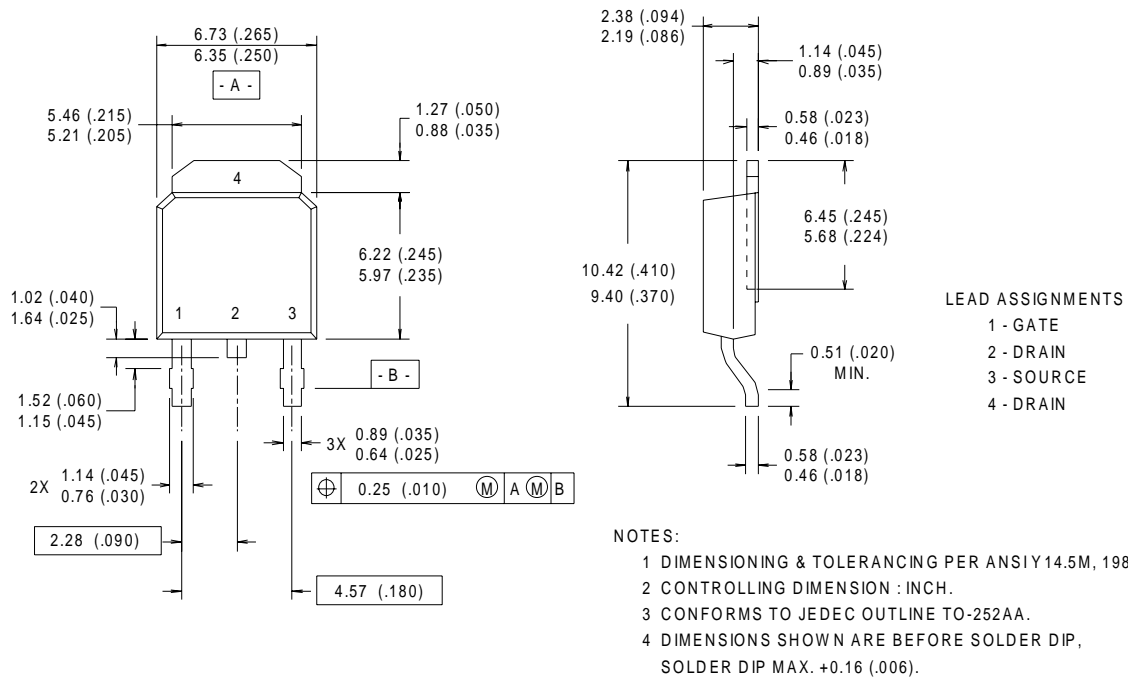 6.73 (.265)
6.35 (.250)
- A -
5.46 (.215)
5.21 (.205)
1.27 (.050)
0.88 (.035)
4
6.22 (.245)
5.97 (.235)
1.02 (.040)
1.64 (.025)
1 2 3
- B -
1.52 (.060)
1.15 (.045)
3X 0.89 (.035)
0.64 (.025)
2X 1.14 (.045)
0.76 (.030)
0.25 (.010) M A M B
2.28 (.090)
4.57 (.180)
2.38 (.094)
2.19 (.086)
1.14 (.045)
0.89 (.035)
0.58 (.023)
0.46 (.018)
6.45 (.245)
5.68 (.224)
10.42 (.410)
9.40 (.370)
0.51 (.020)
MIN.
0.58 (.023)
0.46 (.018)
LEAD ASSIGNMENTS
1 - GATE
2 - DRAIN
3 - SOURCE
4 - DRAIN
NOTES:
1 DIMENSIONING & TOLERANCING PER ANSI Y14.5M, 198
2 CONTROLLING DIMENSION : INCH.
3 CONFORMS TO JEDEC OUTLINE TO-252AA.
4 DIMENSIONS SHOWN ARE BEFORE SOLDER DIP,
SOLDER DIP MAX. +0.16 (.006).